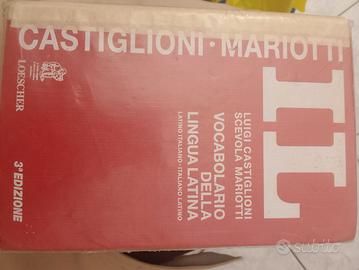 CASTIGLIONI · MARIOTTI
LOESCHER
IL
LUIGI CASTIGLIONI
SCEVOLA MARIOTTI
VOCABOLARIO
DELLA
LINGUA LATINA
LATINO ITALIANO · ITALIANO LATINO
3ª EDIZIONE
subito